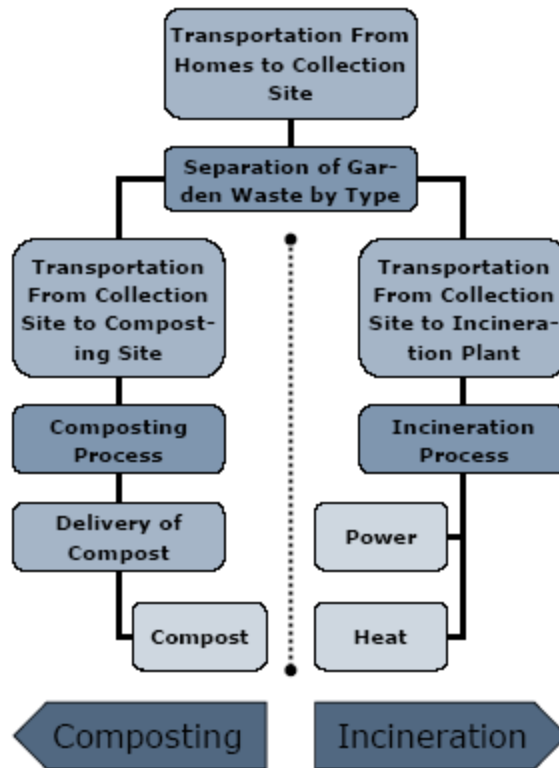 Transportation From
Homes to Collection
Site
Separation of Gar-
den Waste by Type
Transportation
From Collection
Site to Compost-
ing Site
Transportation
From Collection
Site to Incinera-
tion Plant
Composting
Process
Incineration
Process
Delivery of
Compost
Power
Compost
Heat
Composting
Incineration